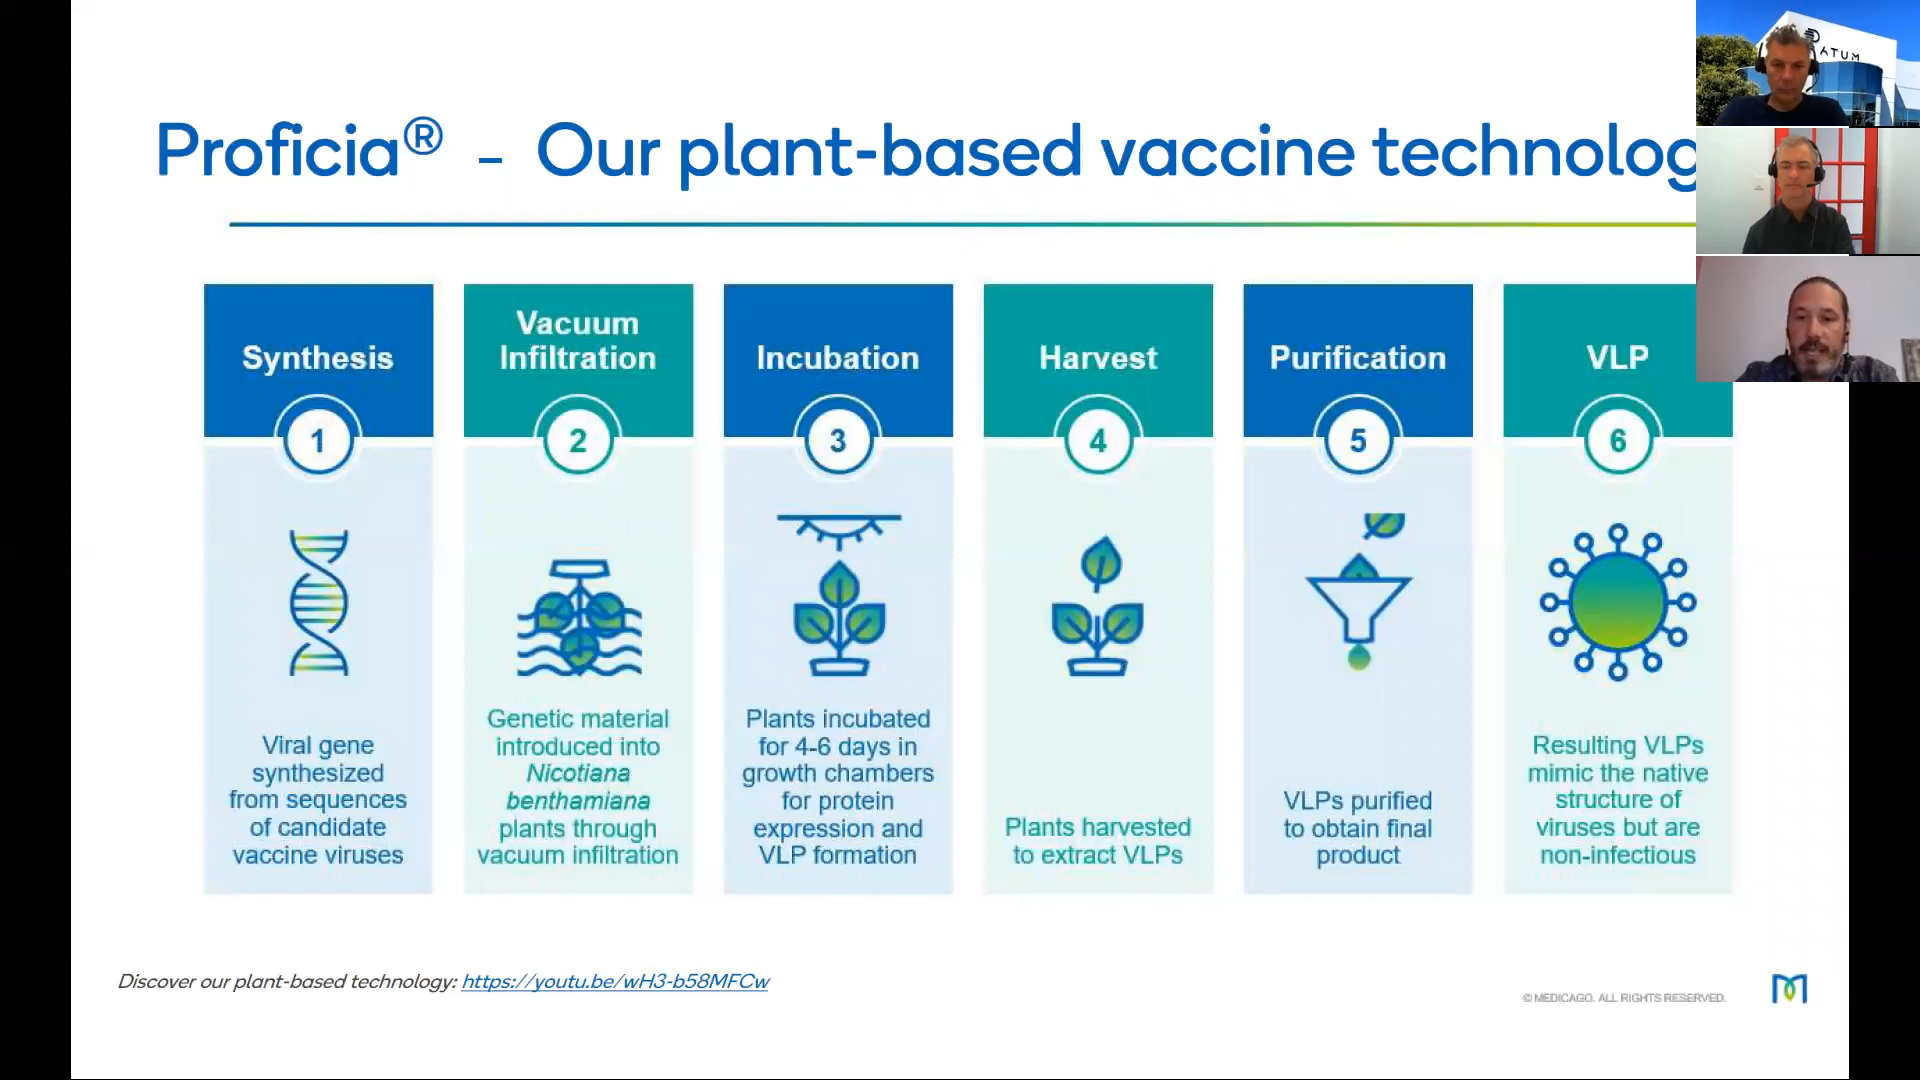 ATUM
Proficia® – Our plant-based vaccine technolog
Synthesis
1
Viral gene
synthesized
from sequences
of candidate
vaccine viruses
Vacuum
Infiltration
2
Genetic material
introduced into
Nicotiana
benthamiana
plants through
vacuum infiltration
Incubation
3
Plants incubated
for 4-6 days in
growth chambers
for protein
expression and
VLP formation
Harvest
4
Plants harvested
to extract VLPs
Purification
5
VLPs purified
to obtain final
product
VLP
6
Resulting VLPs
mimic the native
structure of
viruses but are
non-infectious
Discover our plant-based technology: https://youtu.be/wH3-b58MFCw
© MEDICAGO. ALL RIGHTS RESERVED.